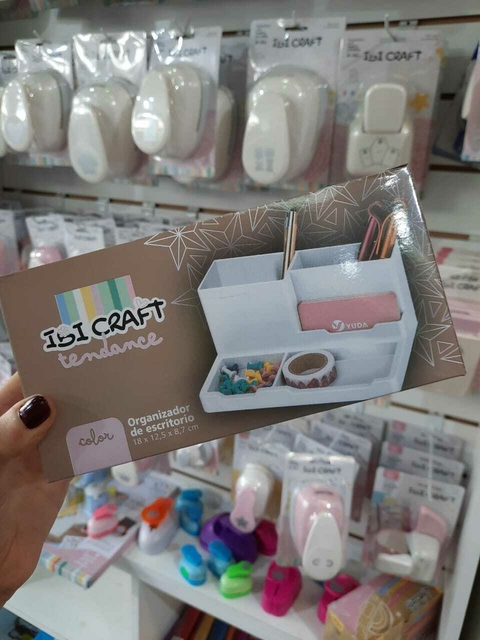 IBI CRAFT
IBI CRAFT
IBI CRAFT
IBI CRAFT
tendance
YUDA
color
Organizador
de escritorio
18 x 12,5 x 8,7 cm